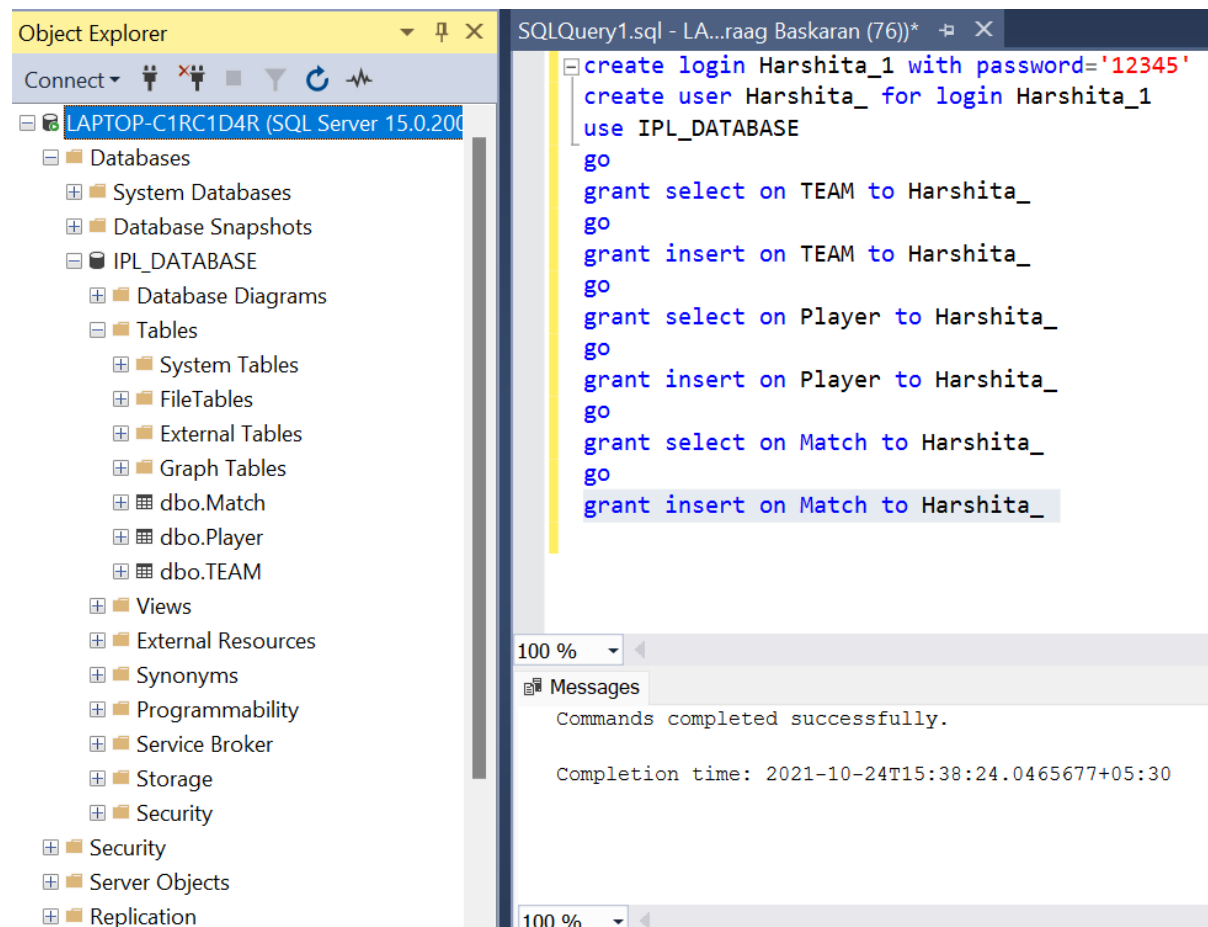 Object Explorer
Connect
LAPTOP-C1RC1D4R (SQL Server 15.0.200
Databases
System Databases
Database Snapshots
IPL_DATABASE
Database Diagrams
Tables
System Tables
FileTables
External Tables
Graph Tables
dbo.Match
dbo.Player
dbo.TEAM
Views
External Resources
Synonyms
Programmability
Service Broker
Storage
Security
Security
Server Objects
Replication
SQLQuery1.sql - LA...raag Baskaran (76))*
create login Harshita_1 with password='12345'
create user Harshita_ for login Harshita_1
use IPL_DATABASE
go
grant select on TEAM to Harshita_
go
grant insert on TEAM to Harshita_
go
grant select on Player to Harshita_
go
grant insert on Player to Harshita_
go
grant select on Match to Harshita_
go
grant insert on Match to Harshita_
100 %
Messages
Commands completed successfully.
Completion time: 2021-10-24T15:38:24.0465677+05:30
100 %